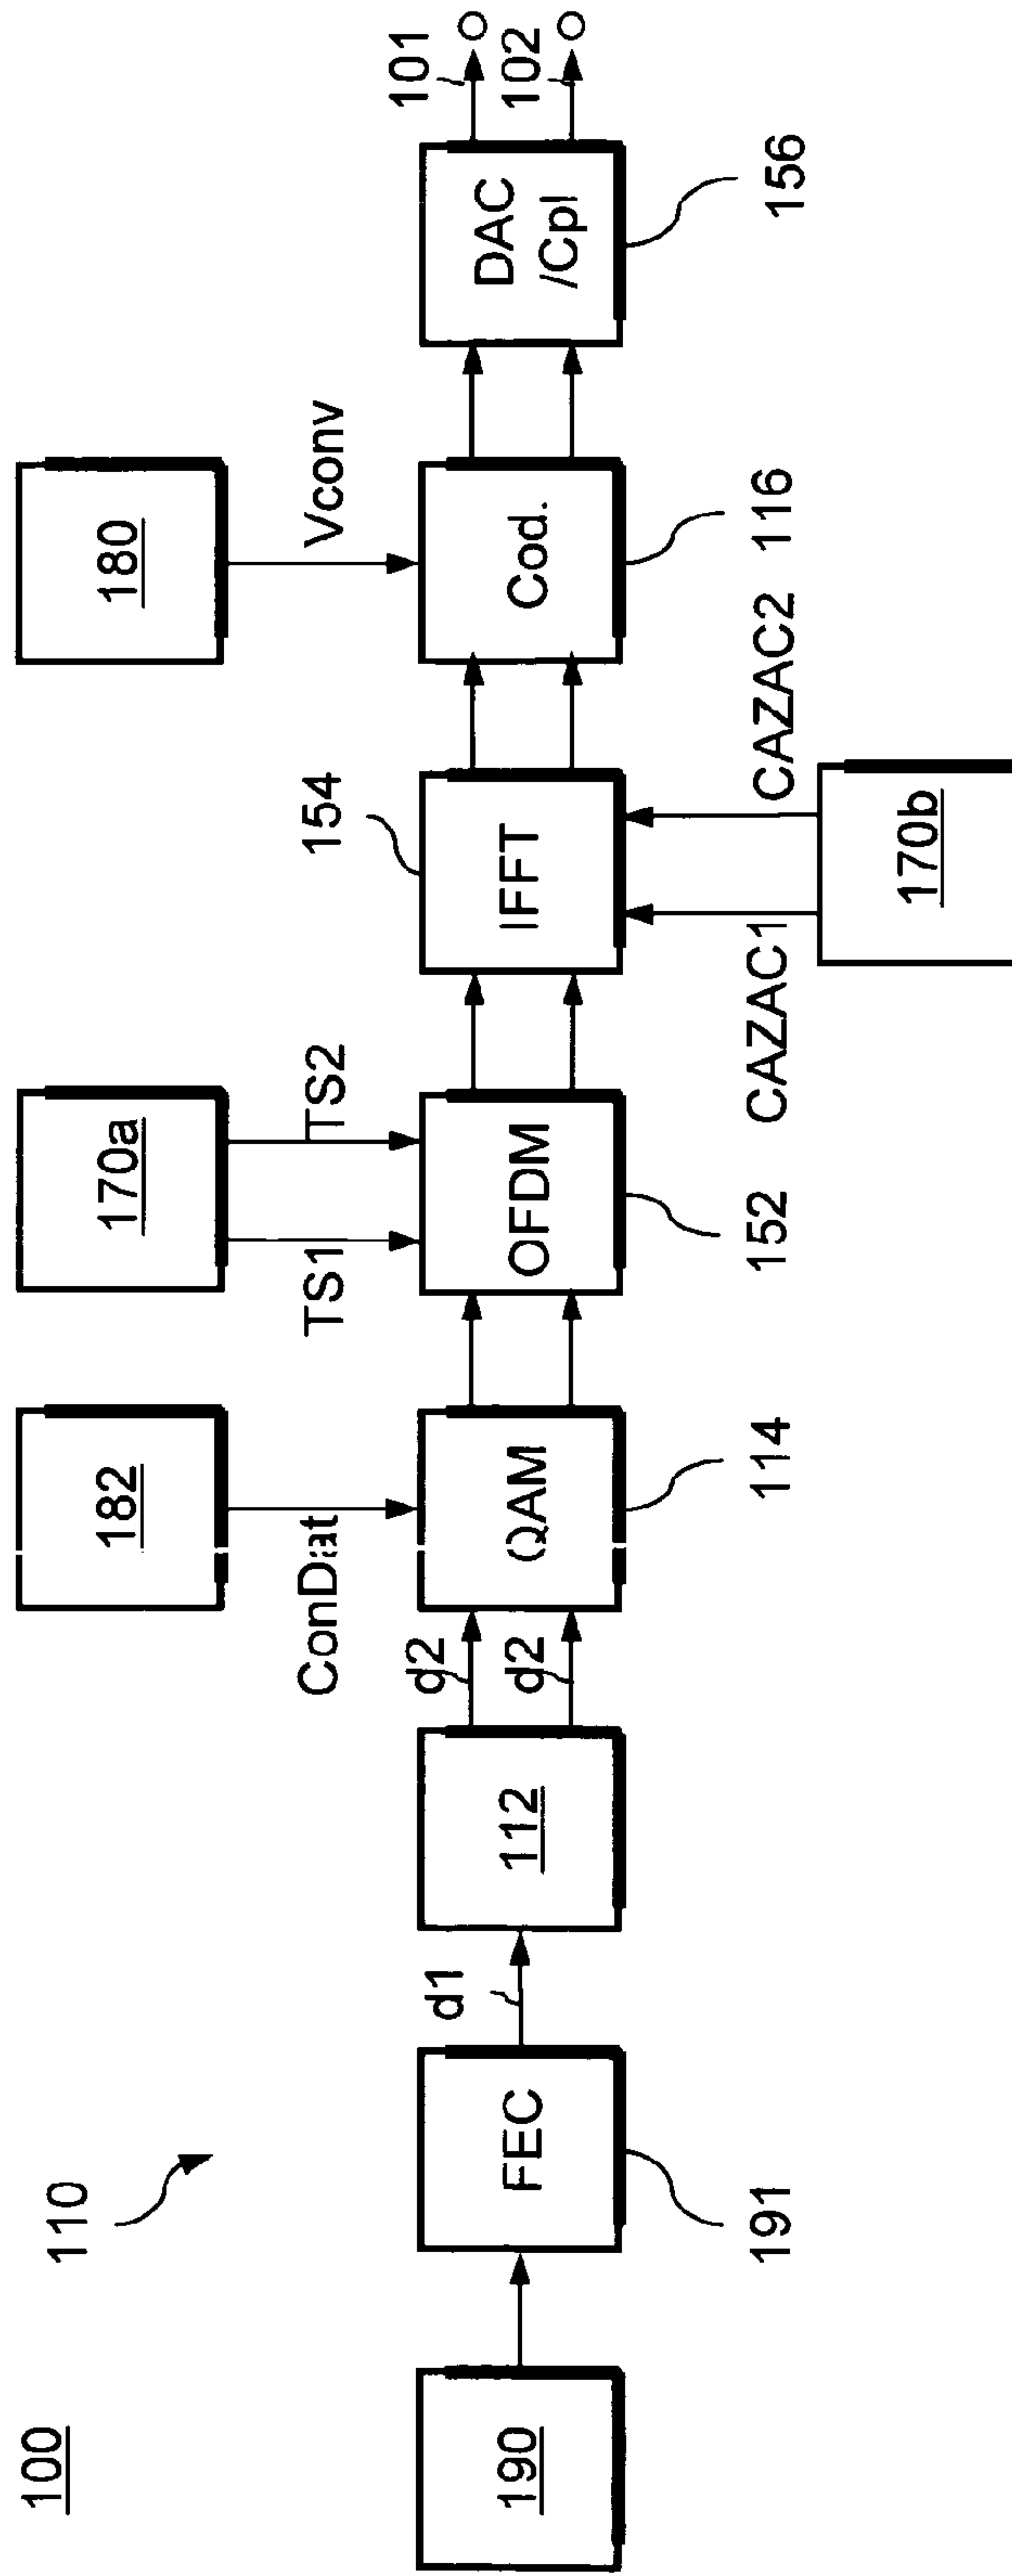 100
110
180
182
170a
Vconv
ConDat
TS1
TS2
154
101
102
190
FEC
d1
112
d2
d2
QAM
OFDM
IFFT
Cod.
DAC
/Cpl
191
114
152
CAZAC1
CAZAC2
116
156
170b